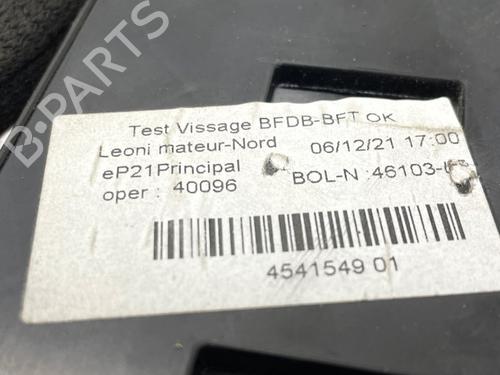 Test Vissage BFDB-BFT OK
Leoni mateur-Nord 06/12/21 17:00
eP21Principal
oper : 40096 BOL-N :46103-
4541549 01